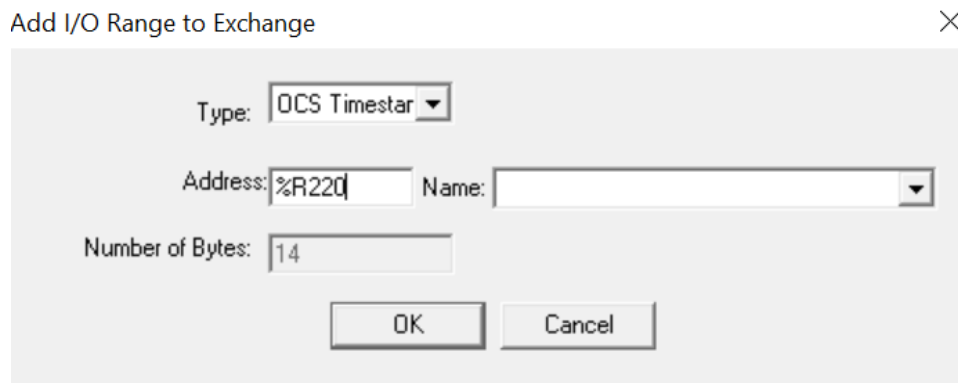 Add I/O Range to Exchange
Type: OCS Timestar
Address: %R220 Name:
Number of Bytes: 14
OK Cancel